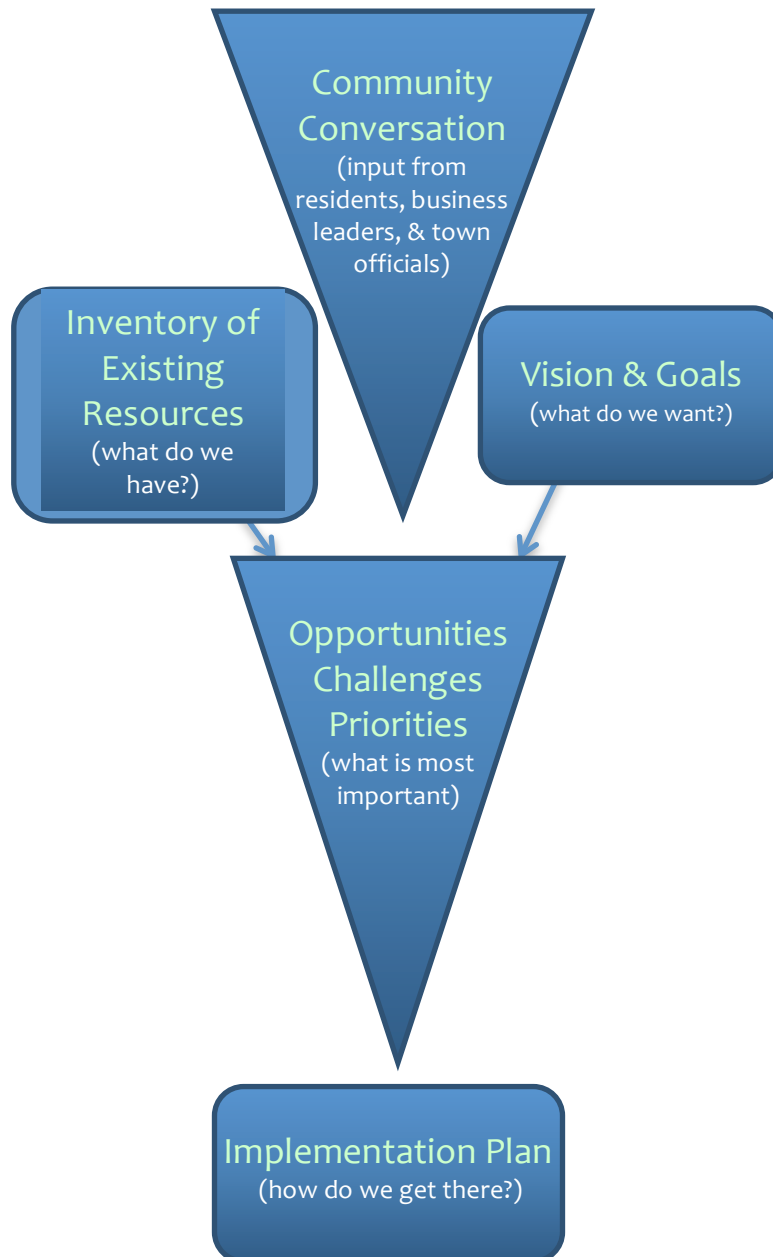 Community
Conversation
(input from
residents, business
leaders, & town
officials)
Inventory of
Existing
Resources
(what do we
have?)
Vision & Goals
(what do we want?)
Opportunities
Challenges
Priorities
(what is most
important)
Implementation Plan
(how do we get there?)